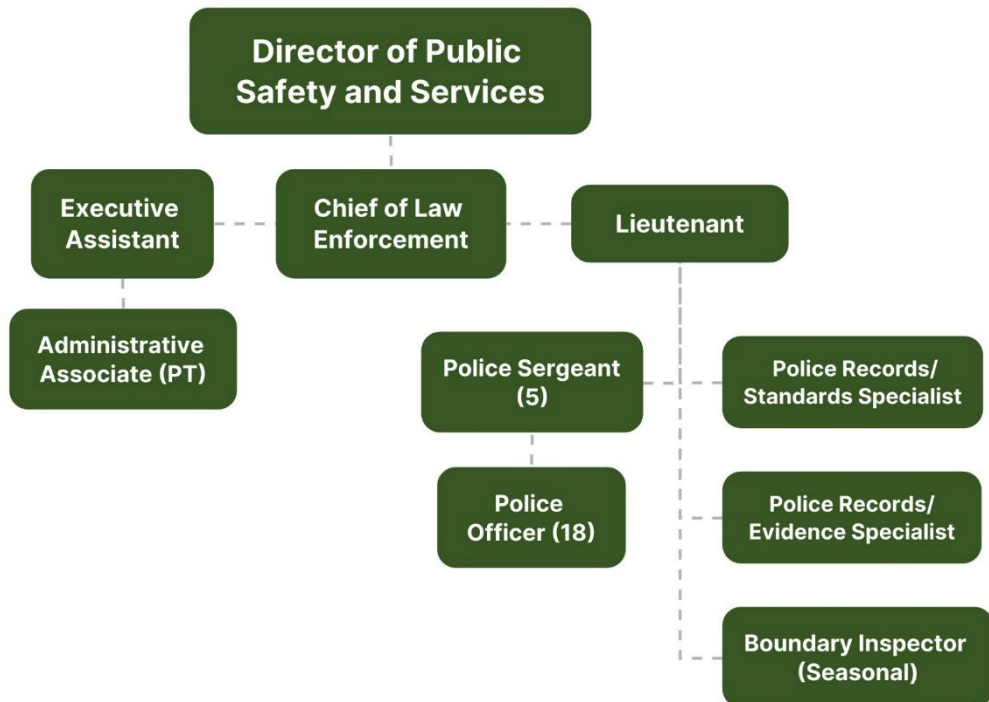 Director of Public
Safety and Services
Executive
Assistant
Chief of Law
Enforcement
Lieutenant
Administrative
Associate (PT)
Police Sergeant
(5)
Police Records/
Standards Specialist
Police
Officer (18)
Police Records/
Evidence Specialist
Boundary Inspector
(Seasonal)